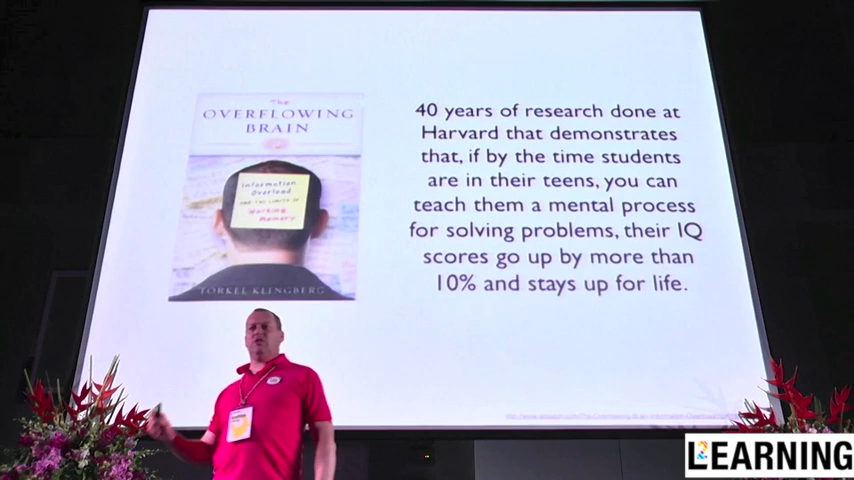 The
OVERFLOWING
BRAIN
Information
Overload
AND THE LIMITS OF
Working
Memory
TORKEL KLINGBERG
40 years of research done at
Harvard that demonstrates
that, if by the time students
are in their teens, you can
teach them a mental process
for solving problems, their IQ
scores go up by more than
10% and stays up for life.
LEARNING